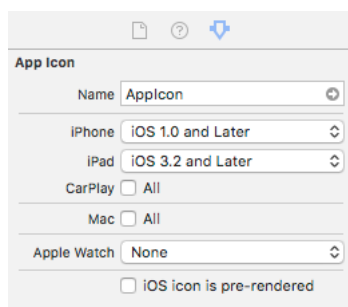 App Icon
Name AppIcon
iPhone iOS 1.0 and Later
iPad iOS 3.2 and Later
CarPlay All
Mac All
Apple Watch None
iOS icon is pre-rendered